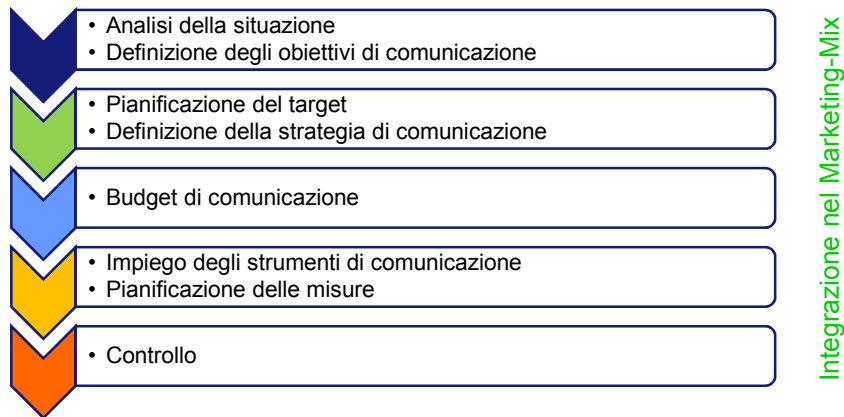 • Analisi della situazione
• Definizione degli obiettivi di comunicazione
• Pianificazione del target
• Definizione della strategia di comunicazione
• Budget di comunicazione
• Impiego degli strumenti di comunicazione
• Pianificazione delle misure
• Controllo
Integrazione nel Marketing-Mix